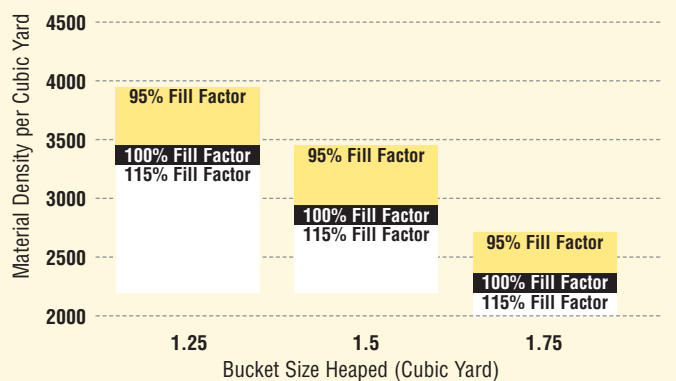 Material Density per Cubic Yard
4500
4000
3500
3000
2500
2000
95% Fill Factor
100% Fill Factor
115% Fill Factor
95% Fill Factor
100% Fill Factor
115% Fill Factor
95% Fill Factor
100% Fill Factor
115% Fill Factor
1.25
1.5
1.75
Bucket Size Heaped (Cubic Yard)